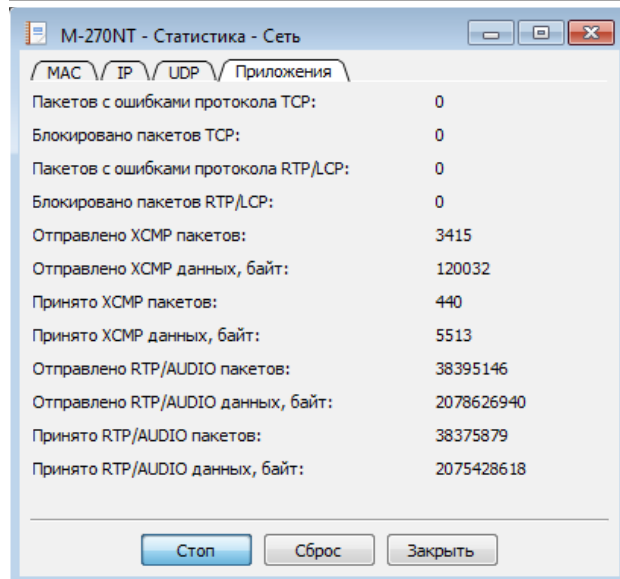 M-270NT - Статистика - Сеть
MAC IP UDP Приложения
Пакетов с ошибками протокола TCP: 0
Блокировано пакетов TCP: 0
Пакетов с ошибками протокола RTP/LCP: 0
Блокировано пакетов RTP/LCP: 0
Отправлено XCMP пакетов: 3415
Отправлено XCMP данных, байт: 120032
Принято XCMP пакетов: 440
Принято XCMP данных, байт: 5513
Отправлено RTP/AUDIO пакетов: 38395146
Отправлено RTP/AUDIO данных, байт: 2078626940
Принято RTP/AUDIO пакетов: 38375879
Принято RTP/AUDIO данных, байт: 2075428618
Стоп Сброс Закрыть